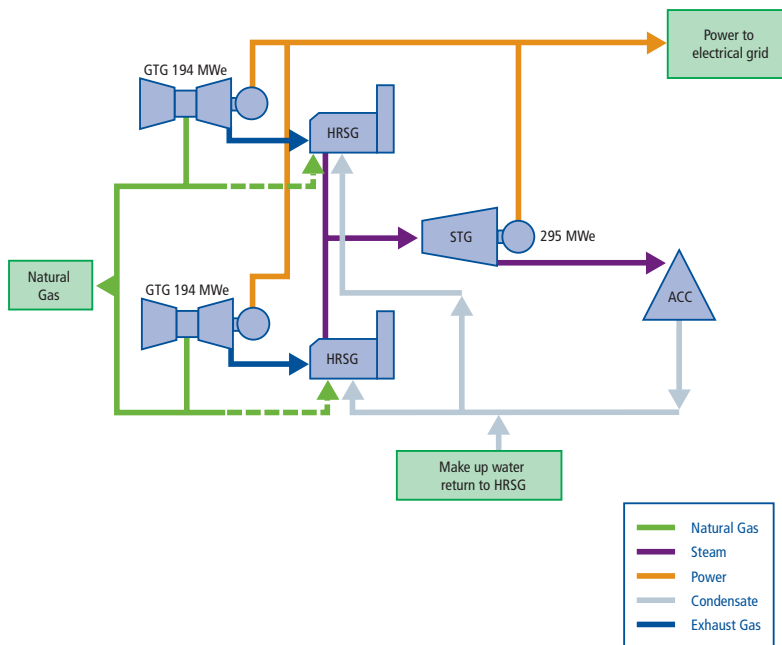 Power to
electrical grid
GTG 194 MWe
HRSG
STG
295 MWe
Natural
Gas
GTG 194 MWe
ACC
HRSG
Make up water
return to HRSG
Natural Gas
Steam
Power
Condensate
Exhaust Gas